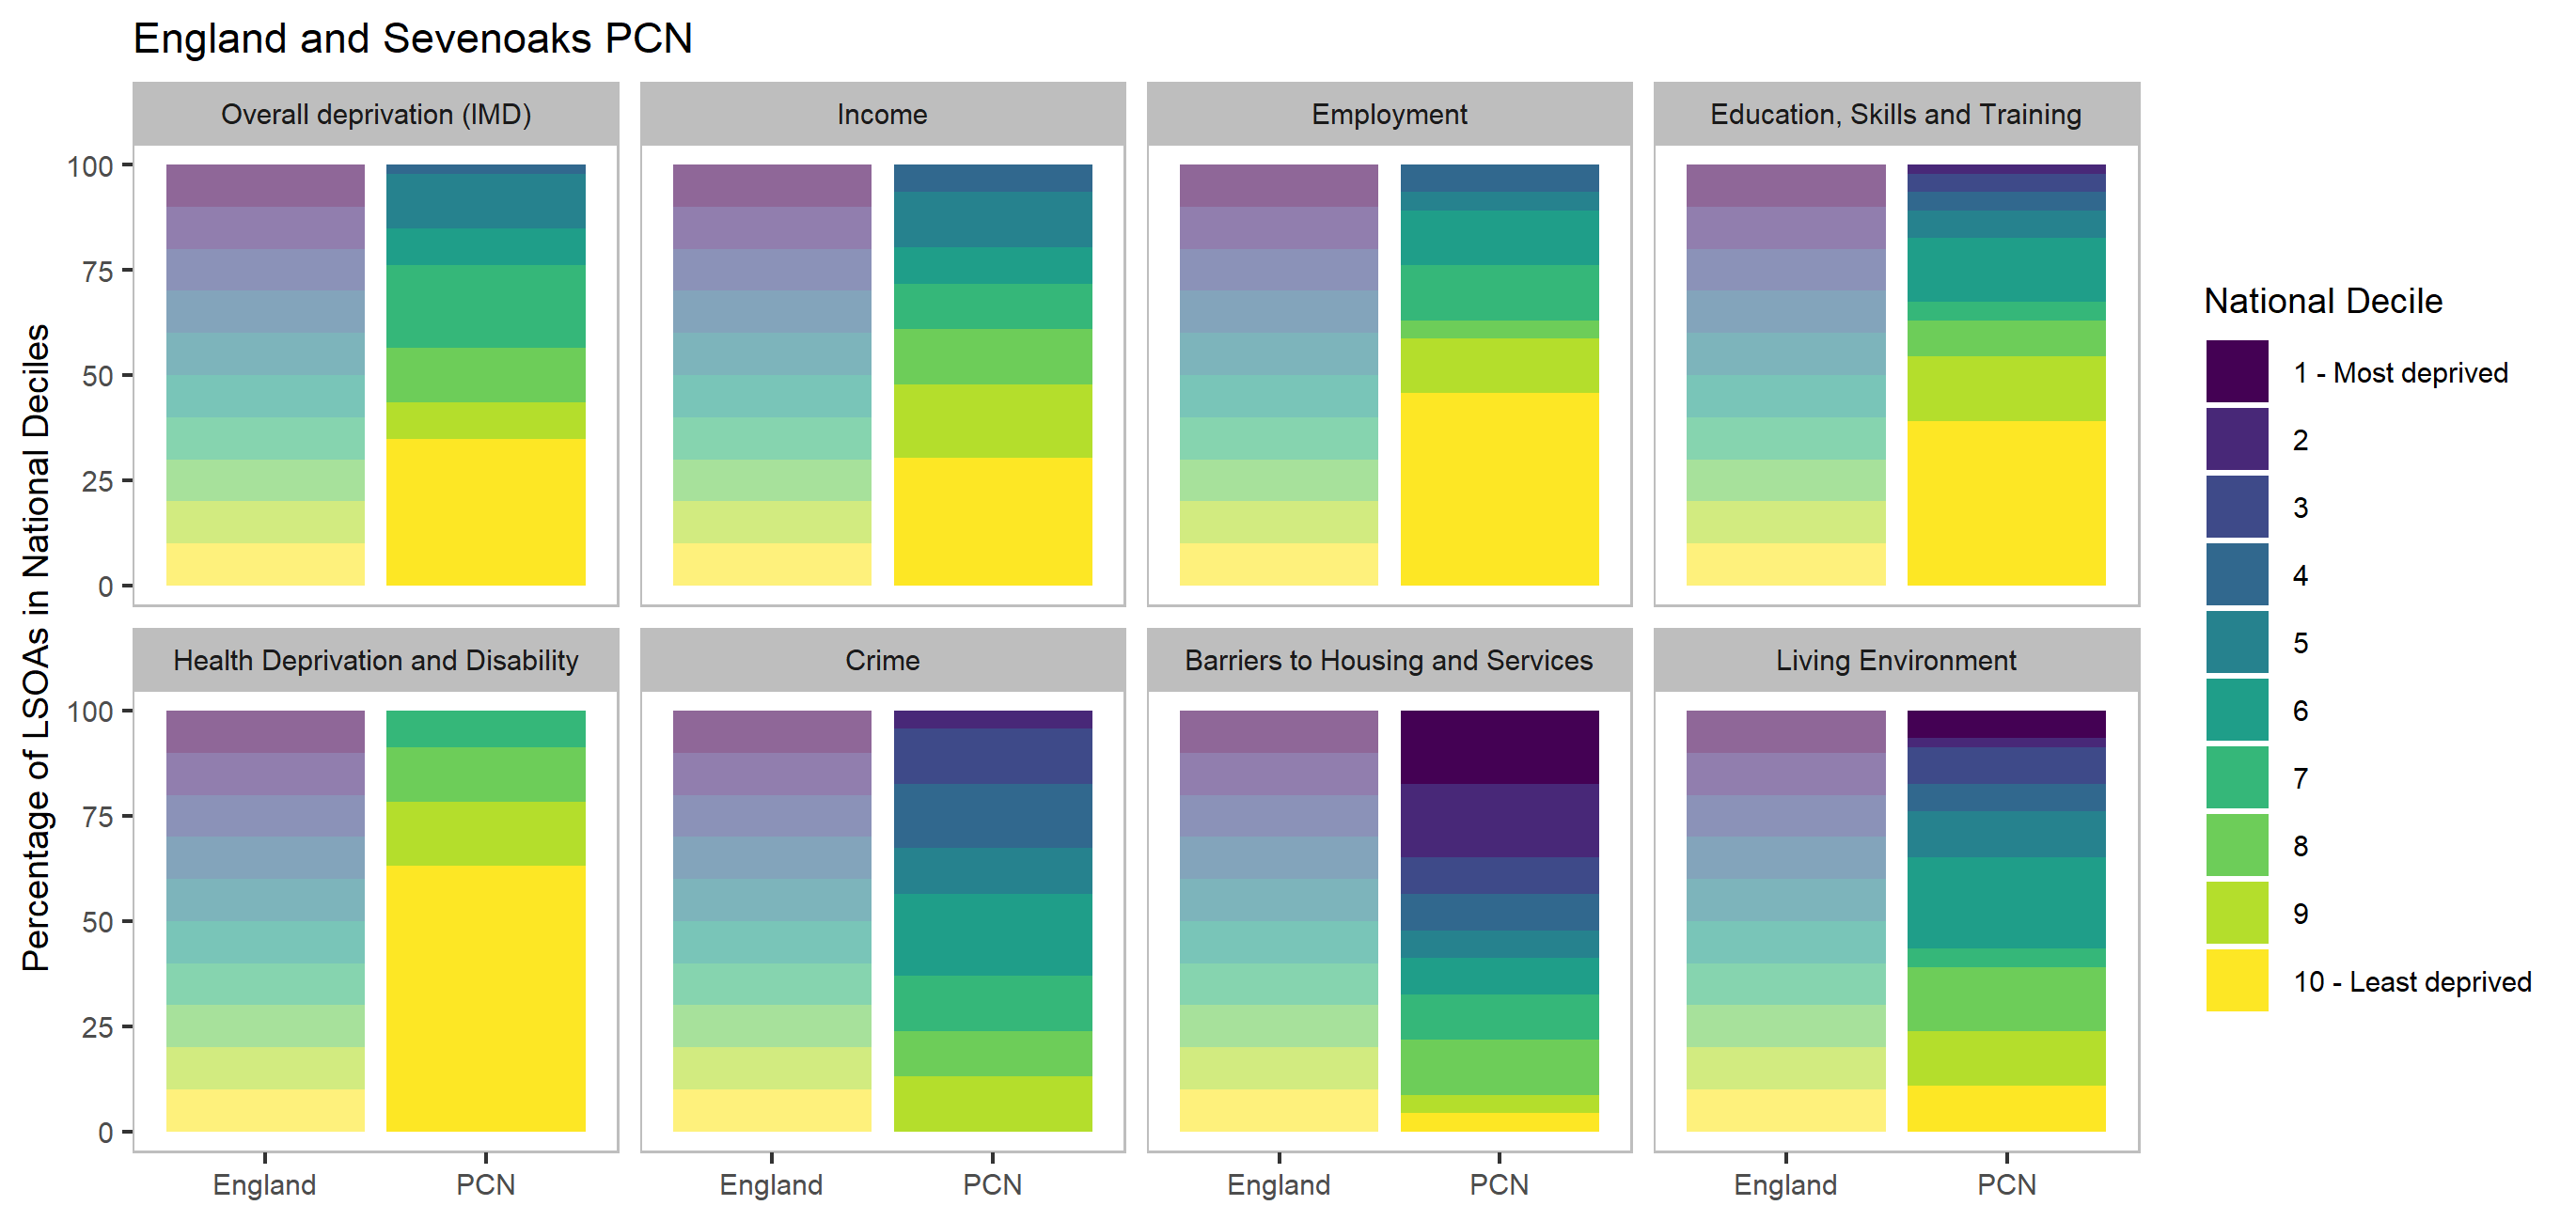 England and Sevenoaks PCN
Overall deprivation (IMD)
Income
Employment
Education, Skills and Training
100
75
50
25
0
Health Deprivation and Disability
Crime
Barriers to Housing and Services
Living Environment
100
75
50
25
0
England
PCN
England
PCN
England
PCN
England
PCN
Percentage of LSOAs in National Deciles
National Decile
1 - Most deprived
2
3
4
5
6
7
8
9
10 - Least deprived